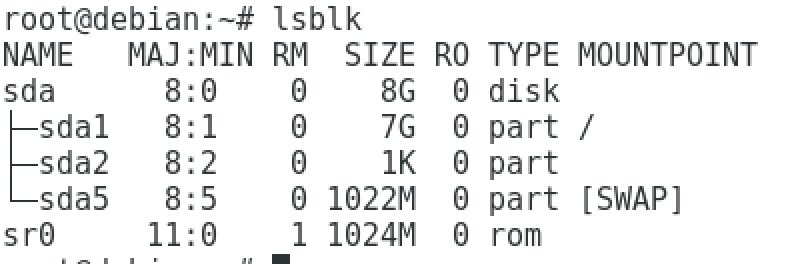 root@debian:~# lsblk
NAME   MAJ:MIN RM  SIZE RO TYPE MOUNTPOINT
sda      8:0    0    8G  0 disk
├─sda1   8:1    0    7G  0 part /
├─sda2   8:2    0    1K  0 part
└─sda5   8:5    0 1022M  0 part [SWAP]
sr0     11:0    1 1024M  0 rom